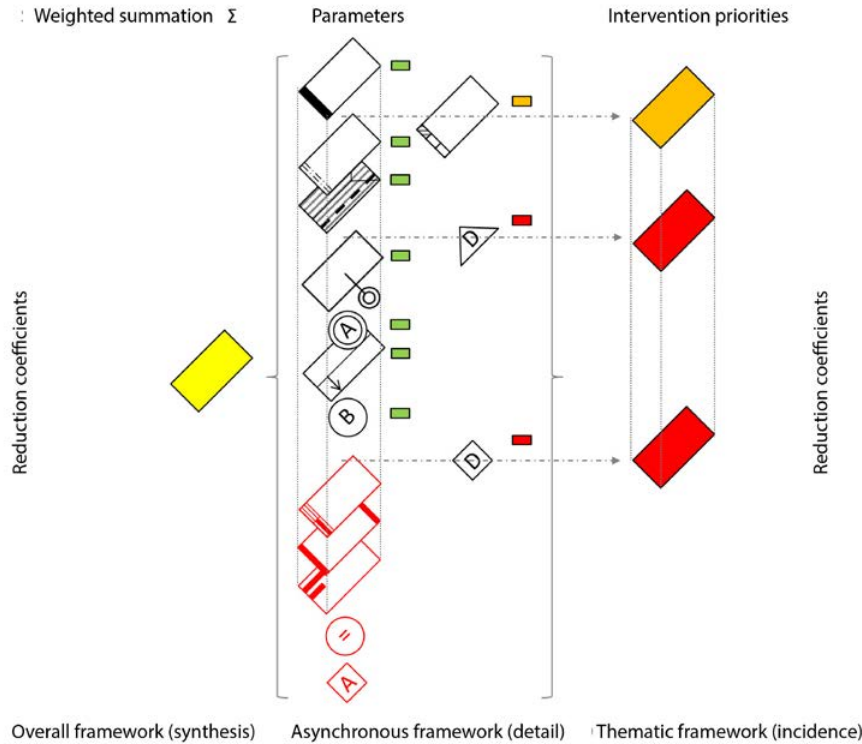 Weighted summation Σ
Parameters
Intervention priorities
D
A
B
D
=
A
Reduction coefficients
Reduction coefficients
Overall framework (synthesis)
Asynchronous framework (detail)
Thematic framework (incidence)